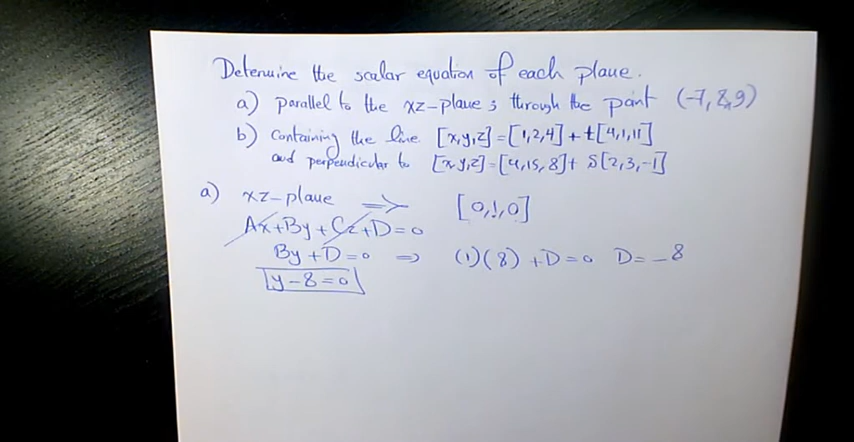 Determine the scalar equation of each plane.
a) parallel to the xz-plane & through the point (-7,8,9)
b) Containing the line [x,y,z]=[1,2,4]+t[4,1,11]
and perpendicular to [x,y,z]=[4,15,8]+ s[2,3,-1]
a) xz-plane => [0,1,0]
Ax+By+Cz+D=0
By+D=0 => (1)(8)+D=0 D=-8
y-8=0